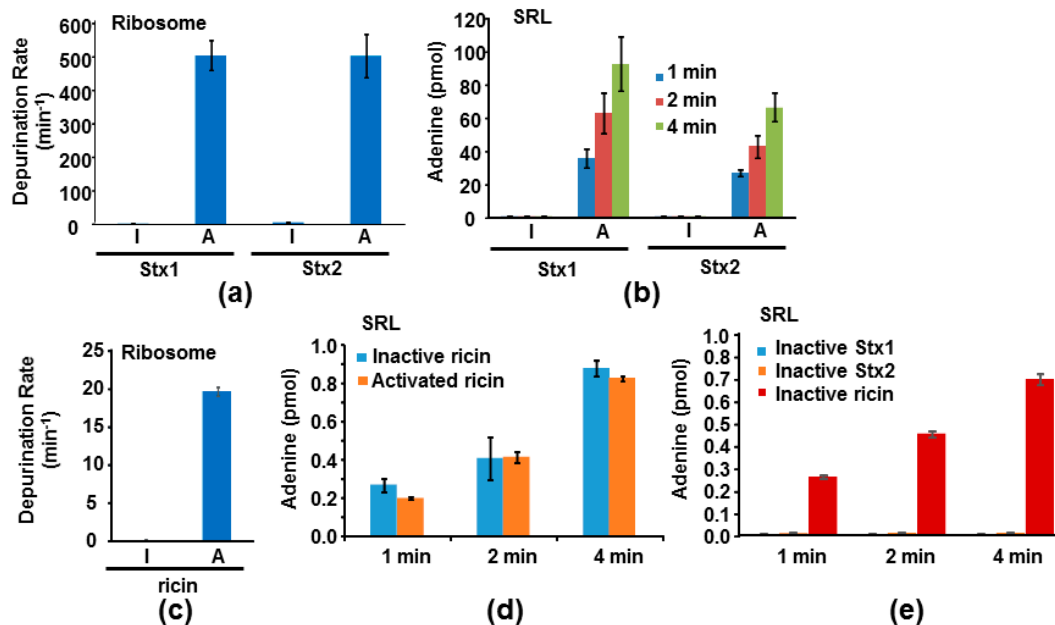 Ribosome
Depurination Rate
(min-1)
600
500
400
300
200
100
0
I
A
I
A
Stx1
Stx2
(a)
SRL
Adenine (pmol)
120
100
80
60
40
20
0
1 min
2 min
4 min
I
A
I
A
Stx1
Stx2
(b)
Ribosome
Depurination Rate
(min-1)
25
20
15
10
5
0
I
A
ricin
(c)
SRL
Inactive ricin
Activated ricin
Adenine (pmol)
1.0
0.8
0.6
0.4
0.2
0.0
1 min
2 min
4 min
(d)
SRL
Inactive Stx1
Inactive Stx2
Inactive ricin
Adenine (pmol)
1.0
0.9
0.8
0.7
0.6
0.5
0.4
0.3
0.2
0.1
0.0
1 min
2 min
4 min
(e)